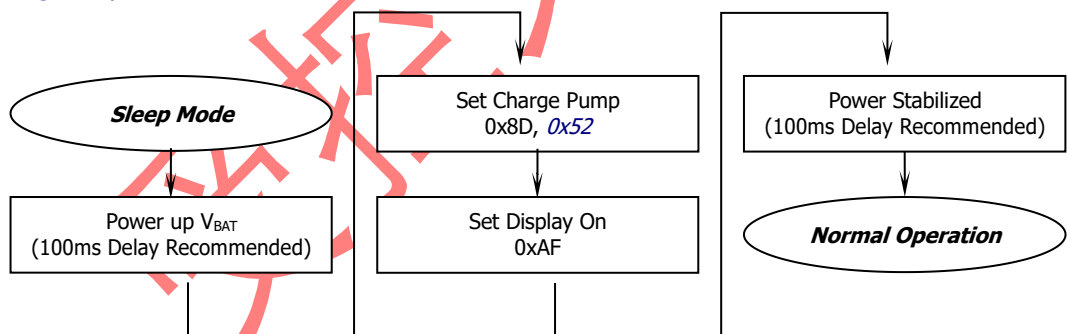 Sleep Mode
Power up VBAT
(100ms Delay Recommended)
Set Charge Pump
0x8D, 0x52
Set Display On
0xAF
Power Stabilized
(100ms Delay Recommended)
Normal Operation